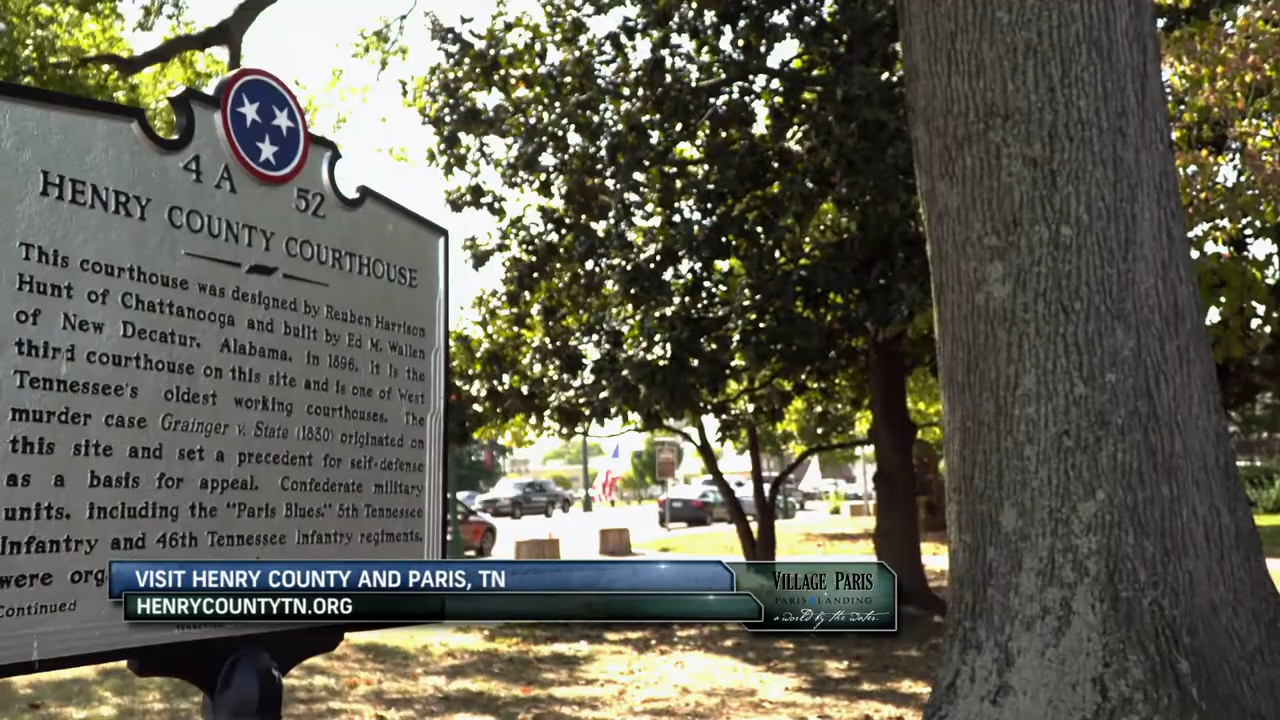 4 A 52
HENRY COUNTY COURTHOUSE
This courthouse was designed by Reuben Harrison
Hunt of Chattanooga and built by Ed M. Wallen
of New Decatur, Alabama, in 1896. It is the
third courthouse on this site and is one of West
Tennessee's oldest working courthouses. The
murder case Grainger v. State (1830) originated on
this site and set a precedent for self-defense
as a basis for appeal. Confederate military
units, including the "Paris Blues," 5th Tennessee
Infantry and 46th Tennessee Infantry regiments,
were org
Continued
VISIT HENRY COUNTY AND PARIS, TN
HENRYCOUNTYTN.ORG
VILLAGE PARIS
PARIS LANDING
a world by the water.